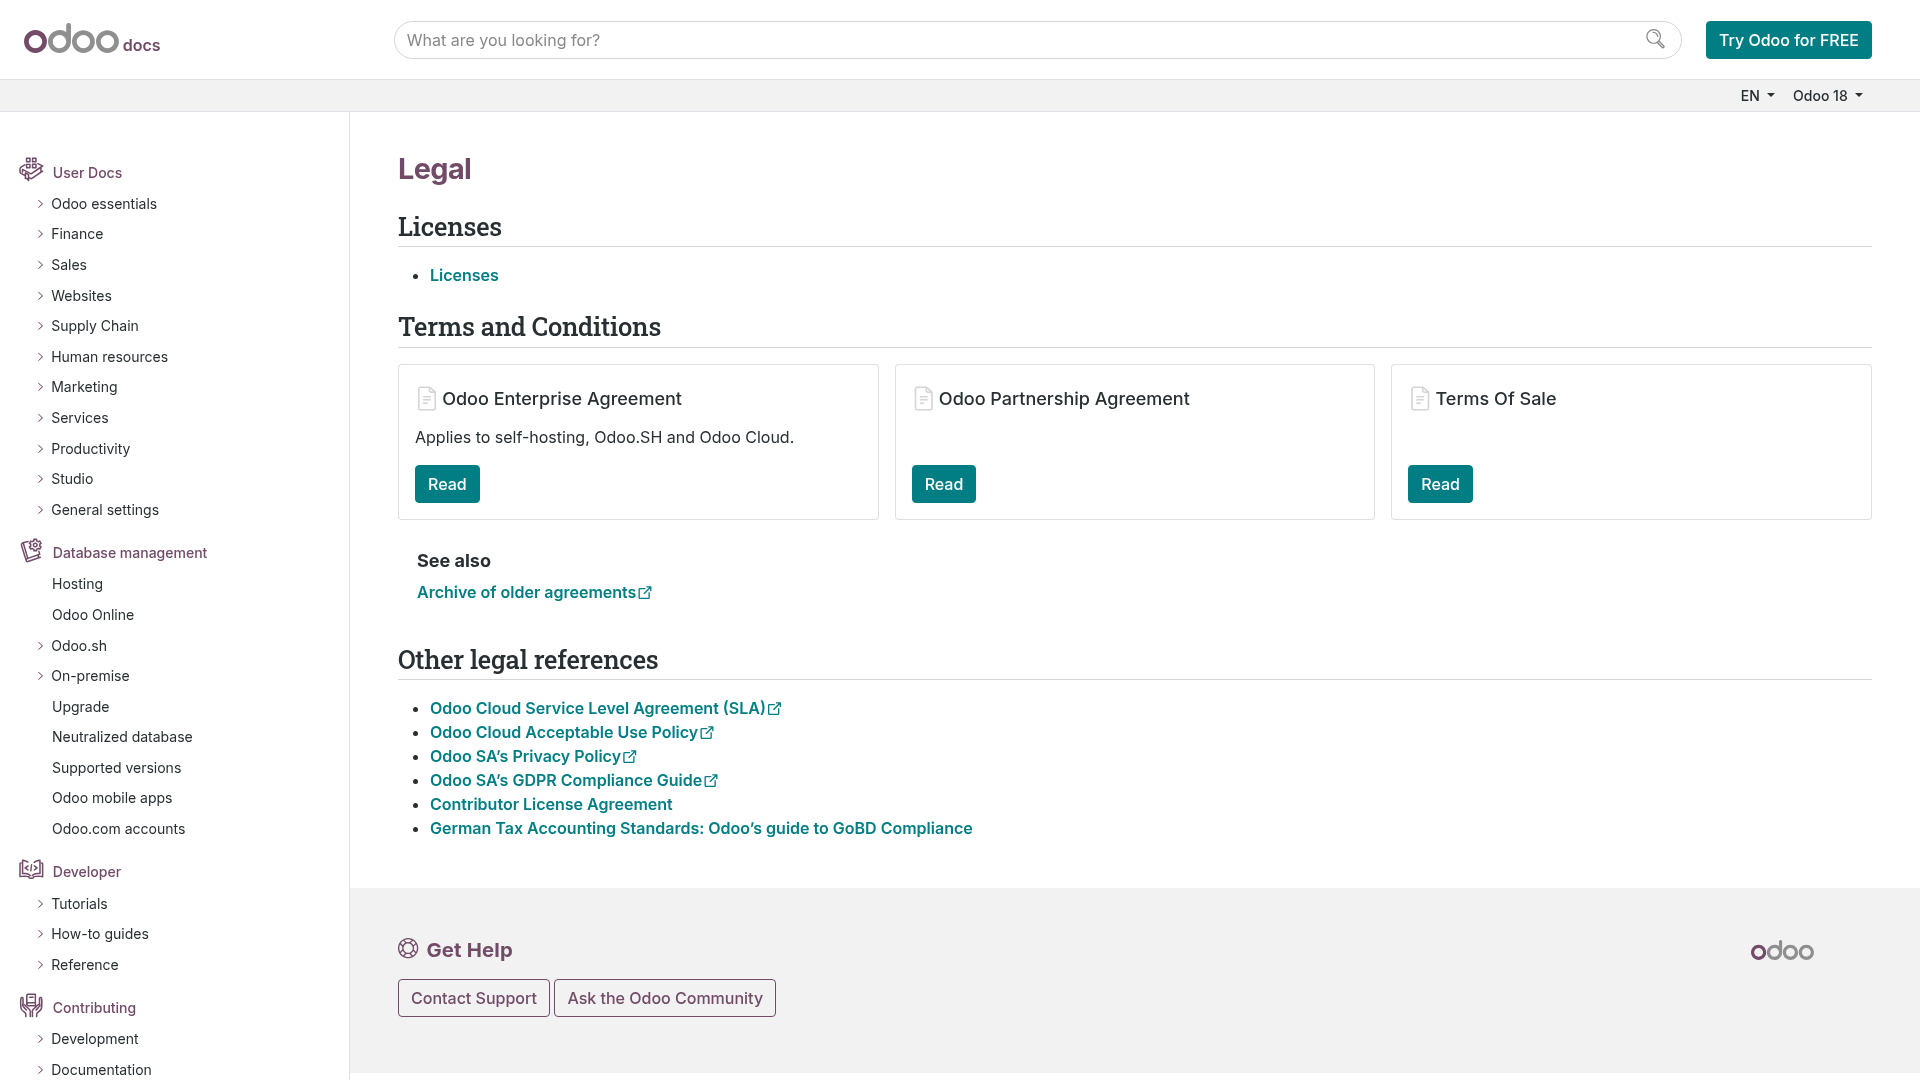 odoo docs
What are you looking for?
Try Odoo for FREE
EN
Odoo 18
User Docs
Odoo essentials
Finance
Sales
Websites
Supply Chain
Human resources
Marketing
Services
Productivity
Studio
General settings
Database management
Hosting
Odoo Online
Odoo.sh
On-premise
Upgrade
Neutralized database
Supported versions
Odoo mobile apps
Odoo.com accounts
Developer
Tutorials
How-to guides
Reference
Contributing
Development
Documentation
Legal
Licenses
Licenses
Terms and Conditions
Odoo Enterprise Agreement
Applies to self-hosting, Odoo.SH and Odoo Cloud.
Read
Odoo Partnership Agreement
Read
Terms Of Sale
Read
See also
Archive of older agreements
Other legal references
Odoo Cloud Service Level Agreement (SLA)
Odoo Cloud Acceptable Use Policy
Odoo SA’s Privacy Policy
Odoo SA’s GDPR Compliance Guide
Contributor License Agreement
German Tax Accounting Standards: Odoo’s guide to GoBD Compliance
Get Help
odoo
Contact Support
Ask the Odoo Community